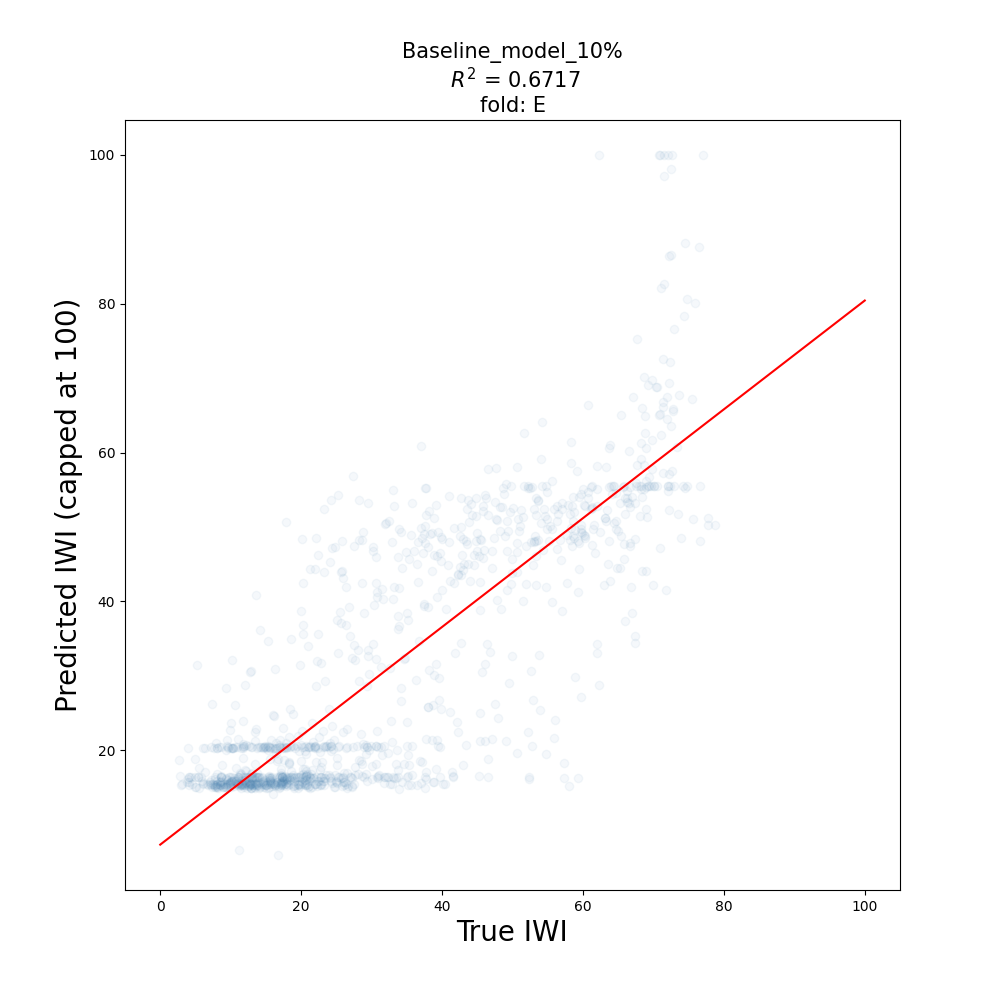 Baseline_model_10%
R² = 0.6717
fold: E
100
80
60
40
20
Predicted IWI (capped at 100)
0 20 40 60 80 100
True IWI